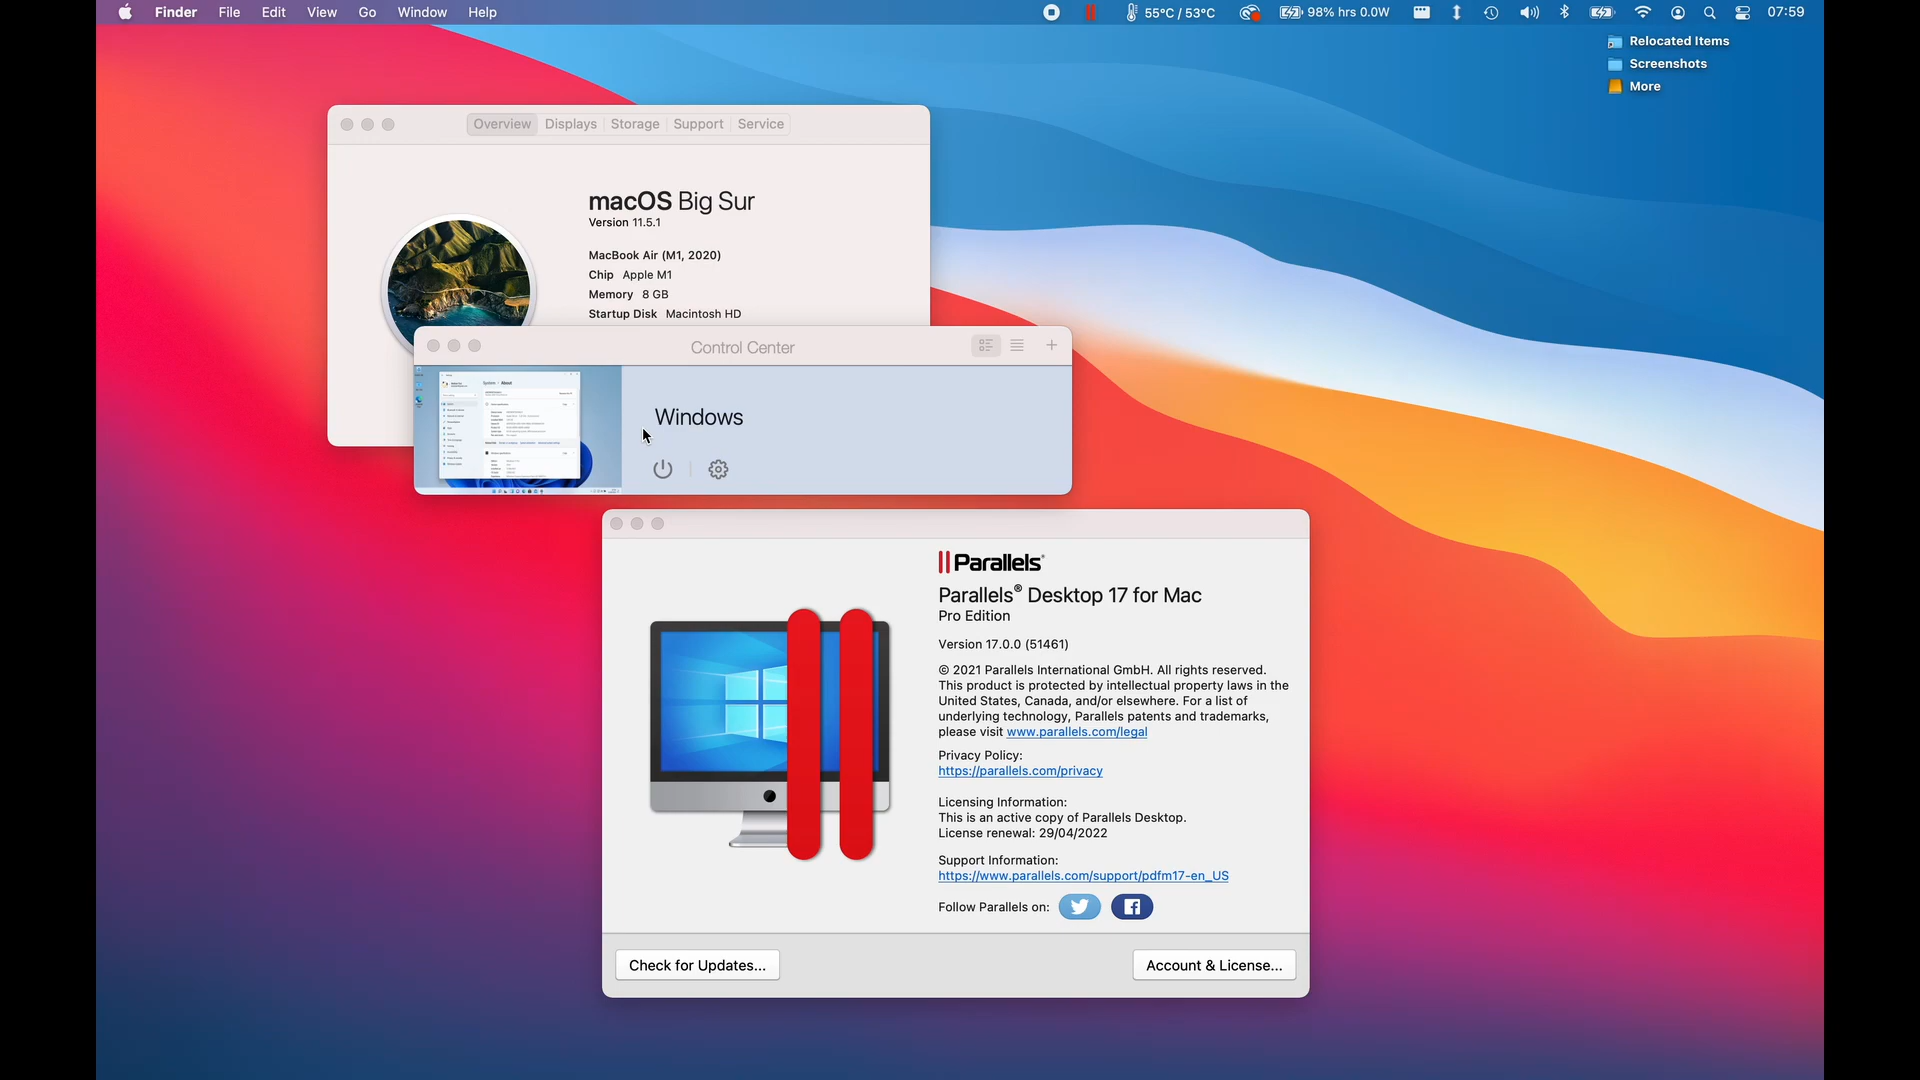 Finder File Edit View Go Window Help
55°C / 53°C 98% hrs 0.0W 07:59
Relocated Items
Screenshots
More
Overview Displays Storage Support Service
macOS Big Sur
Version 11.5.1
MacBook Air (M1, 2020)
Chip Apple M1
Memory 8 GB
Startup Disk Macintosh HD
Control Center
System › About
Windows
Parallels®
Parallels® Desktop 17 for Mac
Pro Edition
Version 17.0.0 (51461)
© 2021 Parallels International GmbH. All rights reserved.
This product is protected by intellectual property laws in the
United States, Canada, and/or elsewhere. For a list of
underlying technology, Parallels patents and trademarks,
please visit www.parallels.com/legal
Privacy Policy:
https://parallels.com/privacy
Licensing Information:
This is an active copy of Parallels Desktop.
License renewal: 29/04/2022
Support Information:
https://www.parallels.com/support/pdfm17-en_US
Follow Parallels on:
Check for Updates... Account & License...